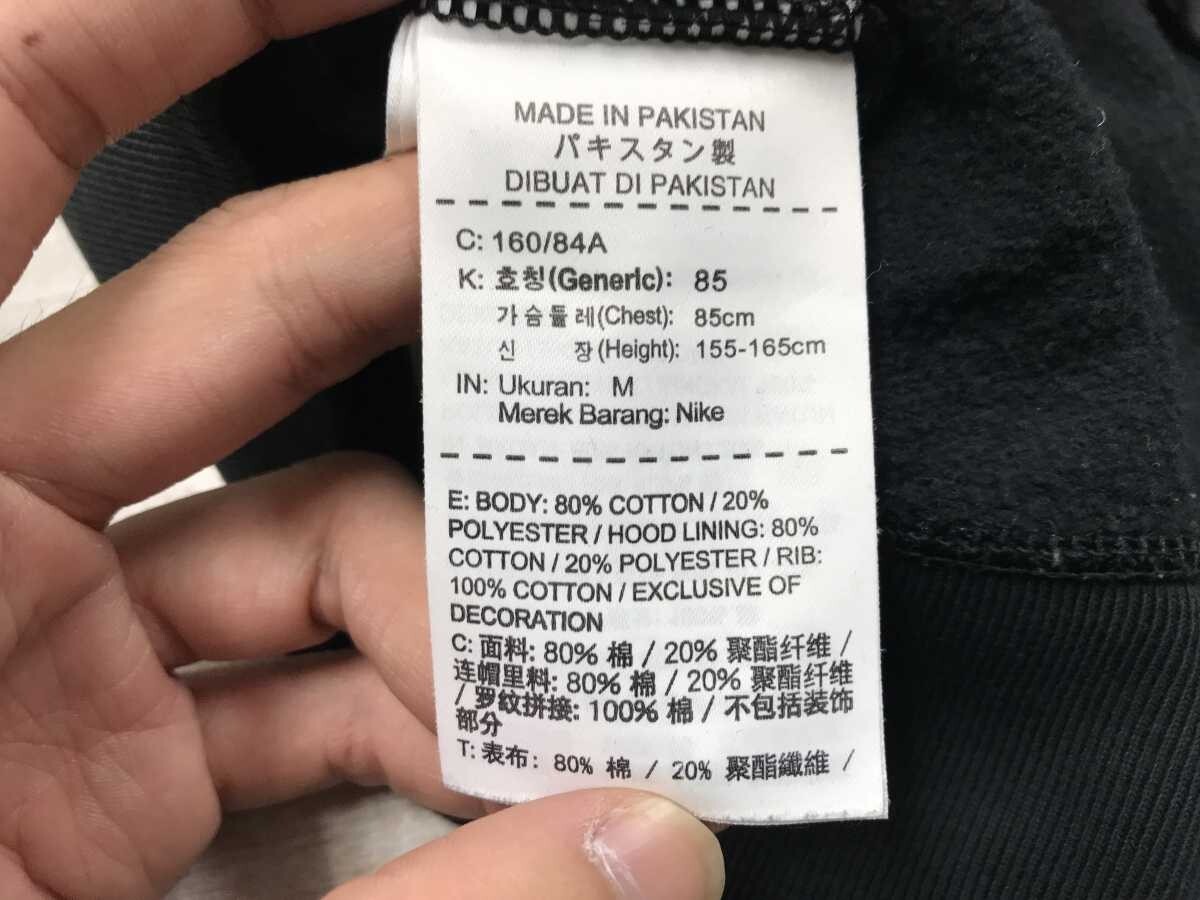 MADE IN PAKISTAN
パキスタン製
DIBUAT DI PAKISTAN
C: 160/84A
K: 호칭(Generic): 85
가슴둘레(Chest): 85cm
신 장(Height): 155-165cm
IN: Ukuran: M
Merek Barang: Nike
E: BODY: 80% COTTON / 20%
POLYESTER / HOOD LINING: 80%
COTTON / 20% POLYESTER / RIB:
100% COTTON / EXCLUSIVE OF
DECORATION
C: 面料: 80% 棉 / 20% 聚酯纤维 /
连帽里料: 80% 棉 / 20% 聚酯纤维
/ 罗纹拼接: 100% 棉 / 不包括装饰
部分
T: 表布: 80% 棉 / 20% 聚酯纖維 /